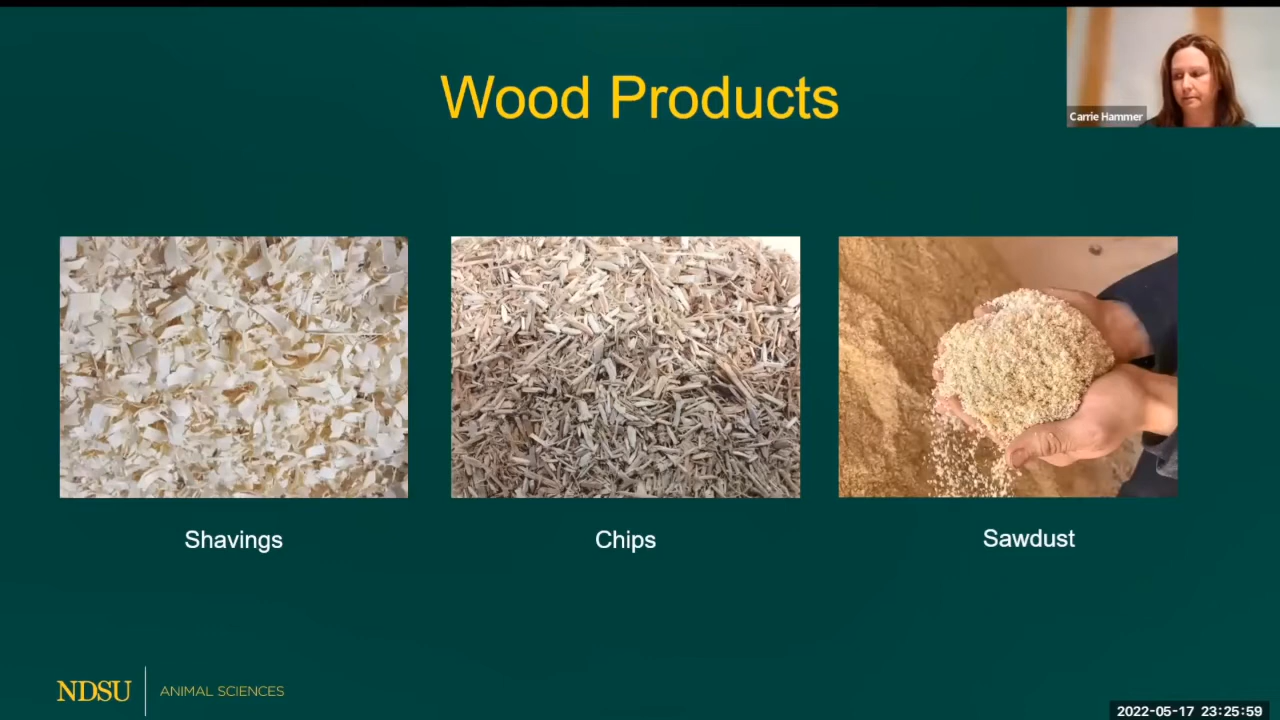 Wood Products
Carrie Hammer
Shavings
Chips
Sawdust
NDSU
ANIMAL SCIENCES
2022-05-17 23:25:59